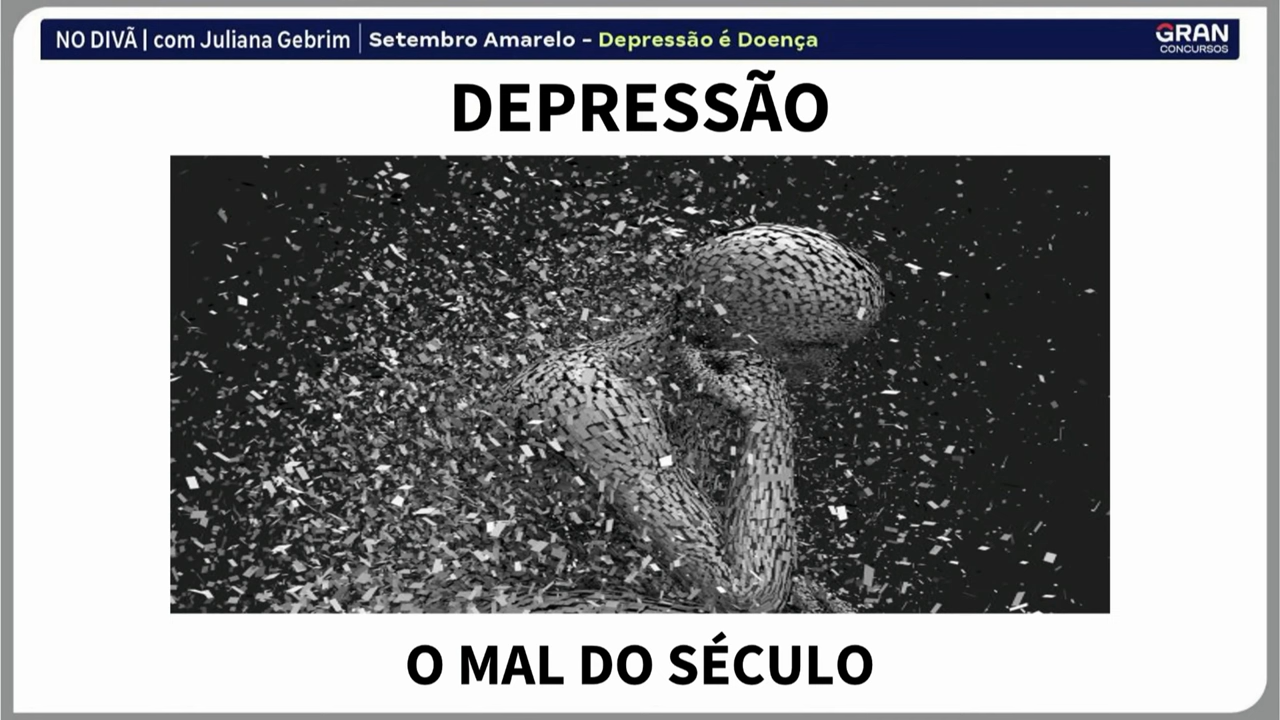 NO DIVÃ | com Juliana Gebrim | Setembro Amarelo – Depressão é Doença
GRAN
CONCURSOS
DEPRESSÃO
O MAL DO SÉCULO